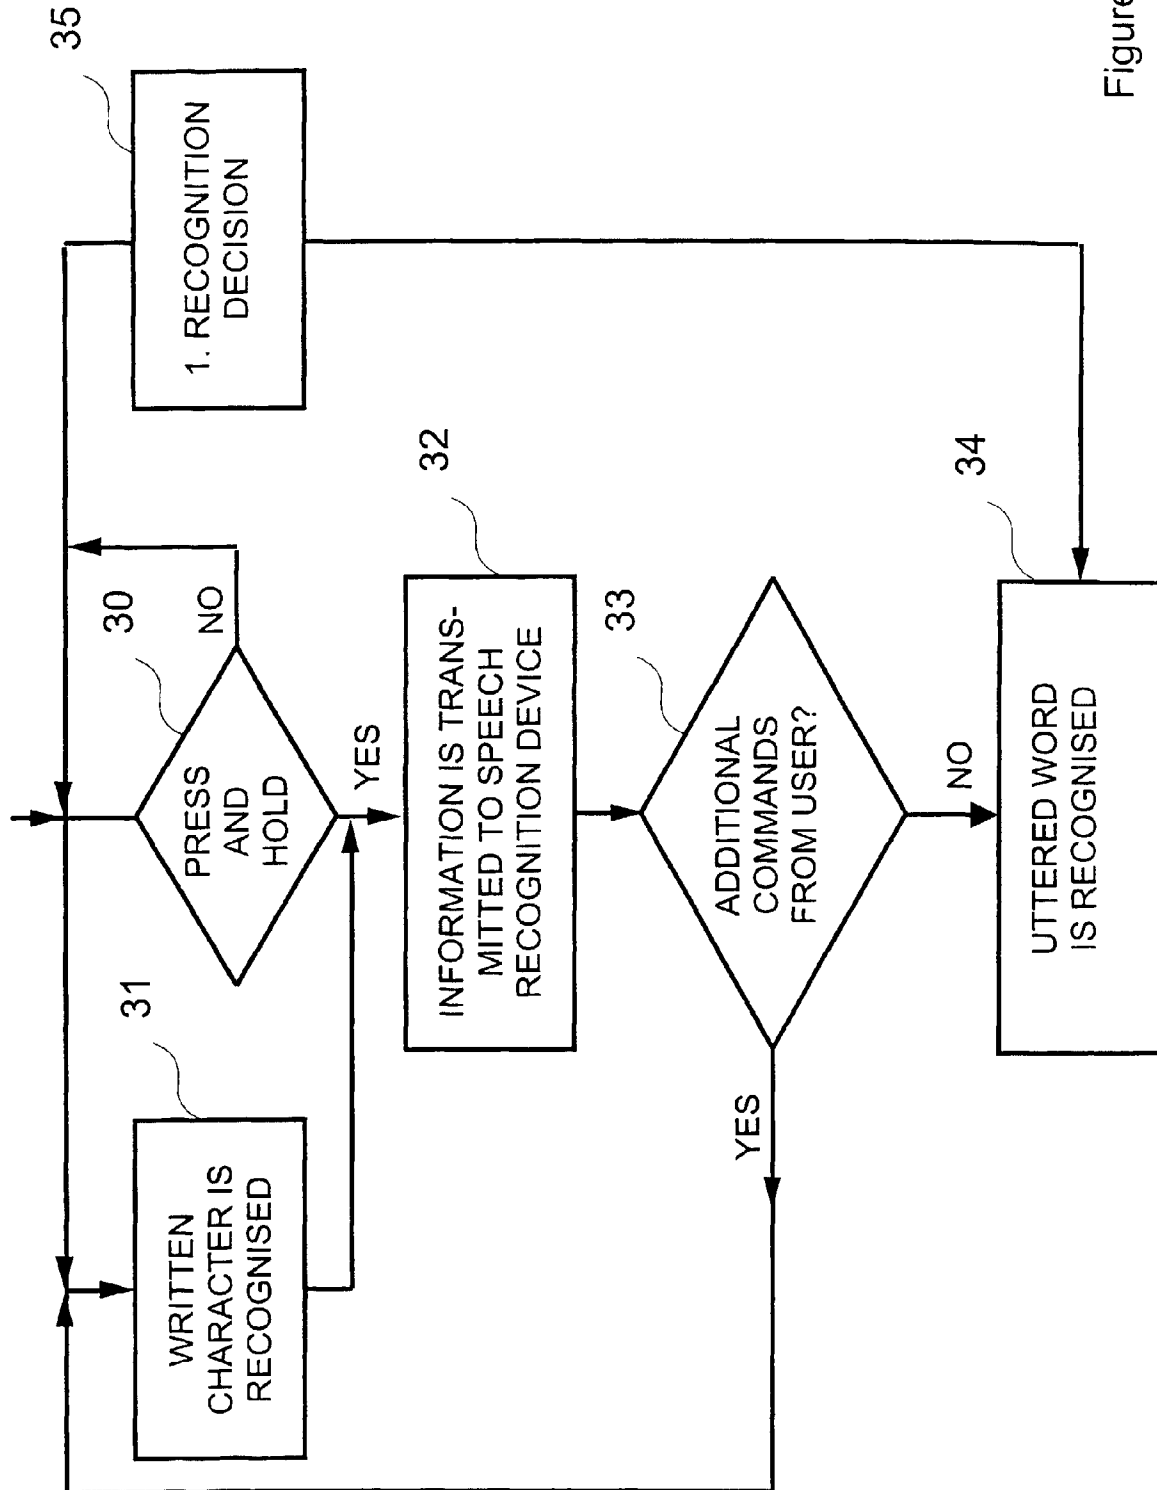 35
1. RECOGNITION
DECISION
30
PRESS
AND
HOLD
NO
YES
31
WRITTEN
CHARACTER IS
RECOGNISED
32
INFORMATION IS TRANS-
MITTED TO SPEECH
RECOGNITION DEVICE
33
ADDITIONAL
COMMANDS
FROM USER?
YES
NO
34
UTTERED WORD
IS RECOGNISED
Figure